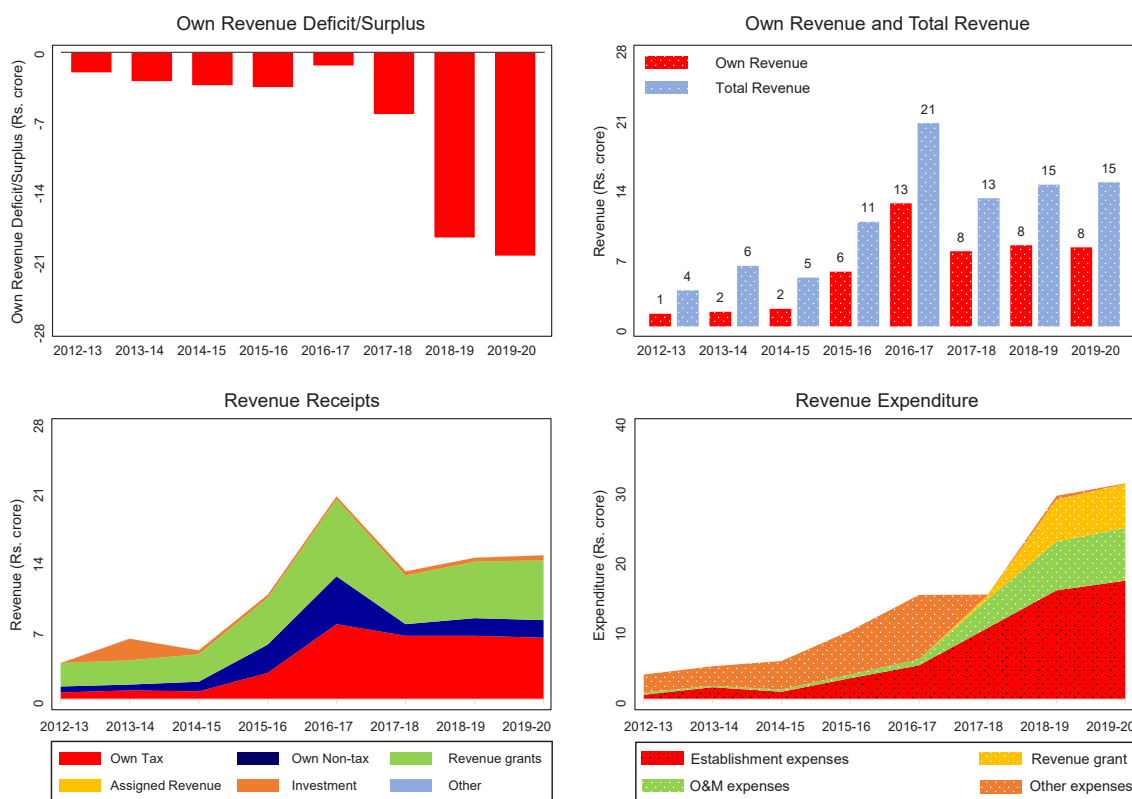 Own Revenue Deficit/Surplus
Own Revenue Deficit/Surplus (Rs. crore)
0
-7
-14
-21
-28
2012-13 2013-14 2014-15 2015-16 2016-17 2017-18 2018-19 2019-20
Own Revenue and Total Revenue
Revenue (Rs. crore)
28
21
14
7
0
Own Revenue
Total Revenue
1 4 2 6 2 5 6 11 13 21 8 13 8 15 8 15
2012-13 2013-14 2014-15 2015-16 2016-17 2017-18 2018-19 2019-20
Revenue Receipts
Revenue (Rs. crore)
28
21
14
7
0
2012-13 2013-14 2014-15 2015-16 2016-17 2017-18 2018-19 2019-20
Own Tax Own Non-tax Revenue grants
Assigned Revenue Investment Other
Revenue Expenditure
Expenditure (Rs. crore)
40
30
20
10
0
2012-13 2013-14 2014-15 2015-16 2016-17 2017-18 2018-19 2019-20
Establishment expenses Revenue grant
O&M expenses Other expenses